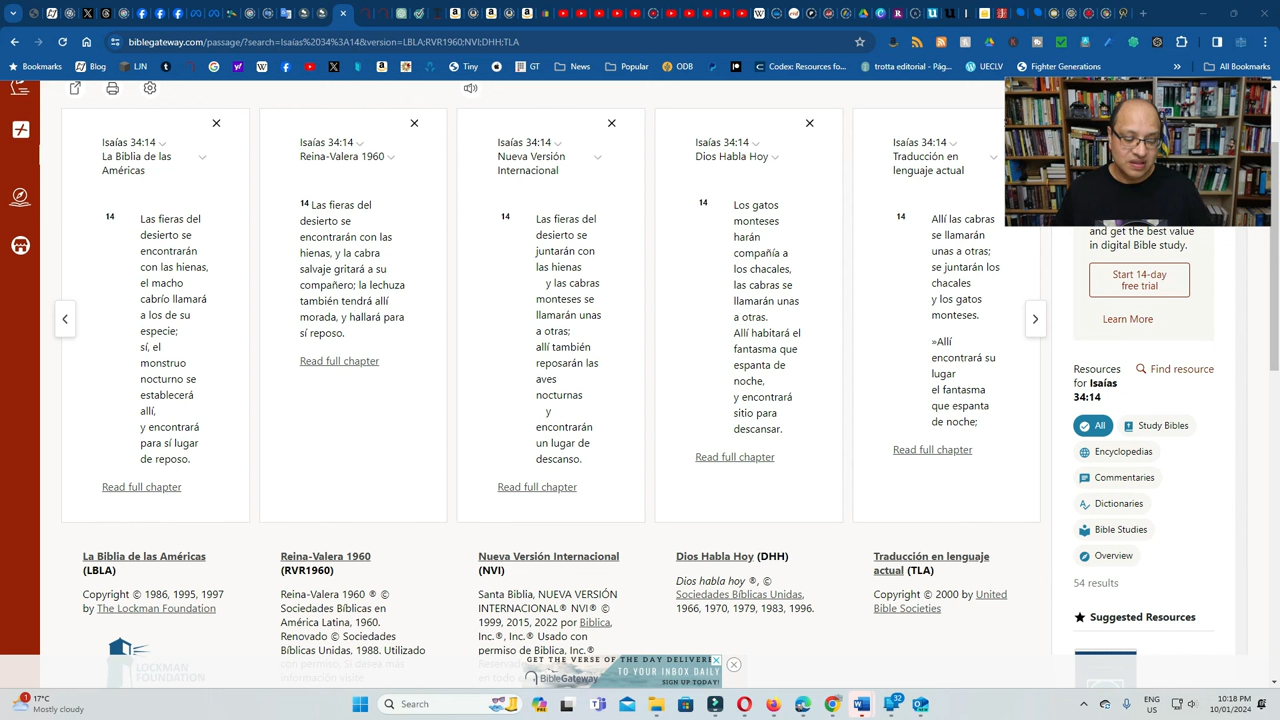 biblegateway.com/passage/?search=Isaías%2034%3A14&version=LBLA;RVR1960;NVI;DHH;TLA
Bookmarks
Blog
LIJN
Tiny
GT
News
Popular
ODB
Codex: Resources fo...
trotta editorial - Pág...
UECLV
Fighter Generations
All Bookmarks
Isaías 34:14
La Biblia de las
Américas
14
Las fieras del
desierto se
encontrarán
con las hienas,
el macho
cabrío llamará
a los de su
especie;
sí, el
monstruo
nocturno se
establecerá
allí,
y encontrará
para sí lugar
de reposo.
Read full chapter
Isaías 34:14
Reina-Valera 1960
14 Las fieras del
desierto se
encontrarán con las
hienas, y la cabra
salvaje gritará a su
compañero; la lechuza
también tendrá allí
morada, y hallará para
sí reposo.
Read full chapter
Isaías 34:14
Nueva Versión
Internacional
14
Las fieras del
desierto se
juntarán con
las hienas
y las cabras
monteses se
llamarán unas
a otras;
allí también
reposarán las
aves
nocturnas
y
encontrarán
un lugar de
descanso.
Read full chapter
Isaías 34:14
Dios Habla Hoy
14
Los gatos
monteses
harán
compañía a
los chacales,
las cabras se
llamarán unas
a otras.
Allí habitará el
fantasma que
espanta de
noche,
y encontrará
sitio para
descansar.
Read full chapter
Isaías 34:14
Traducción en
lenguaje actual
14
Allí las cabras
se llamarán
unas a otras;
se juntarán los
chacales
y los gatos
monteses.
»Allí
encontrará su
lugar
el fantasma
que espanta
de noche;
Read full chapter
and get the best value
in digital Bible study.
Start 14-day
free trial
Learn More
Resources
for Isaías
34:14
Find resource
All
Study Bibles
Encyclopedias
Commentaries
Dictionaries
Bible Studies
Overview
54 results
Suggested Resources
La Biblia de las Américas
(LBLA)
Copyright © 1986, 1995, 1997
by The Lockman Foundation
LOCKMAN
FOUNDATION
Reina-Valera 1960
(RVR1960)
Reina-Valera 1960 ® ©
Sociedades Bíblicas en
América Latina, 1960.
Renovado © Sociedades
Bíblicas Unidas, 1988. Utilizado
con permiso. Si desea más
información visite
Nueva Versión Internacional
(NVI)
Santa Biblia, NUEVA VERSIÓN
INTERNACIONAL® NVI® ©
1999, 2015, 2022 por Biblica,
Inc.®, Inc.® Usado con
permiso de Biblica, Inc.®
Dios Habla Hoy (DHH)
Dios habla hoy ®, ©
Sociedades Bíblicas Unidas,
1966, 1970, 1979, 1983, 1996.
Traducción en lenguaje
actual (TLA)
Copyright © 2000 by United
Bible Societies
GET THE VERSE OF THE DAY DELIVERED
TO YOUR INBOX DAILY
BibleGateway
SIGN UP TODAY!
17°C
Mostly cloudy
Search
32
ENG
US
10:18 PM
10/01/2024